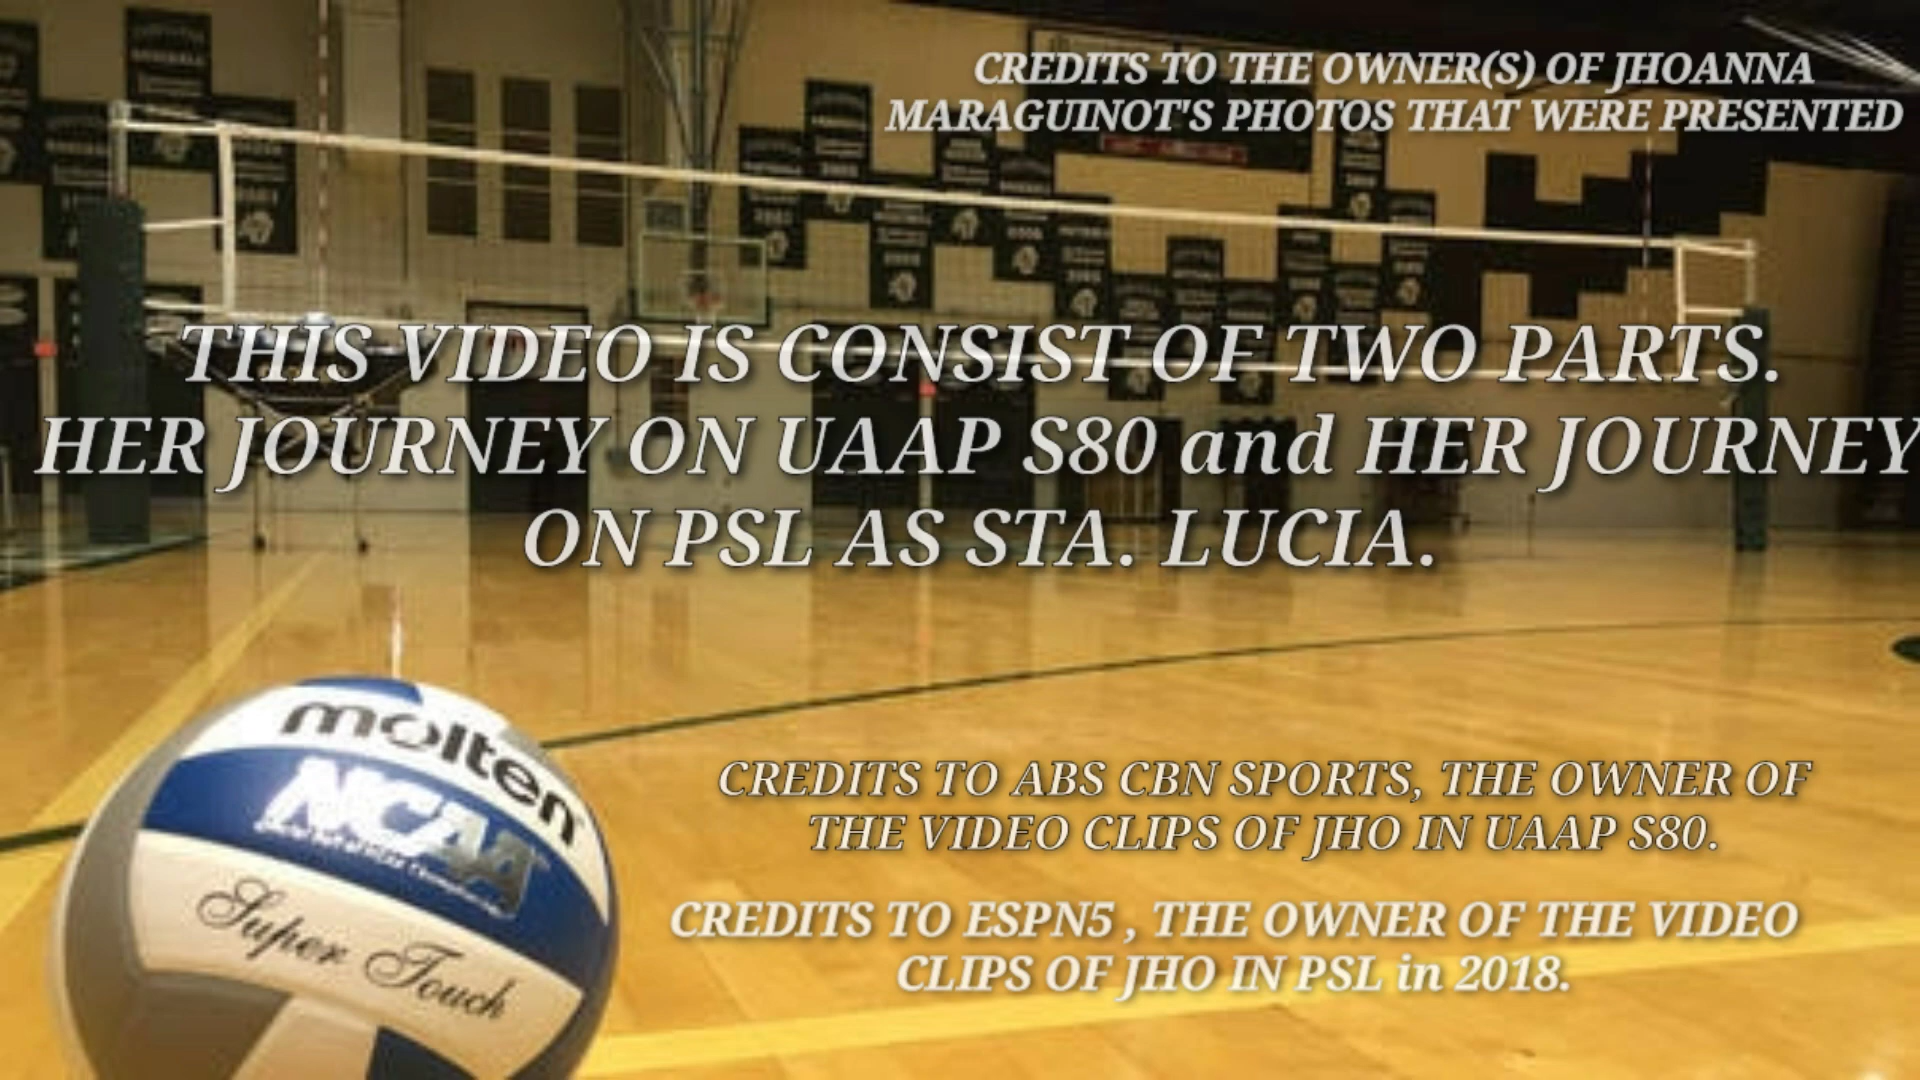 CREDITS TO THE OWNER(S) OF JHOANNA
MARAGUINOT'S PHOTOS THAT WERE PRESENTED
THIS VIDEO IS CONSIST OF TWO PARTS.
HER JOURNEY ON UAAP S80 and HER JOURNEY
ON PSL AS STA. LUCIA.
molten
NCAA
Super Touch
CREDITS TO ABS CBN SPORTS, THE OWNER OF
THE VIDEO CLIPS OF JHO IN UAAP S80.
CREDITS TO ESPN5 , THE OWNER OF THE VIDEO
CLIPS OF JHO IN PSL in 2018.